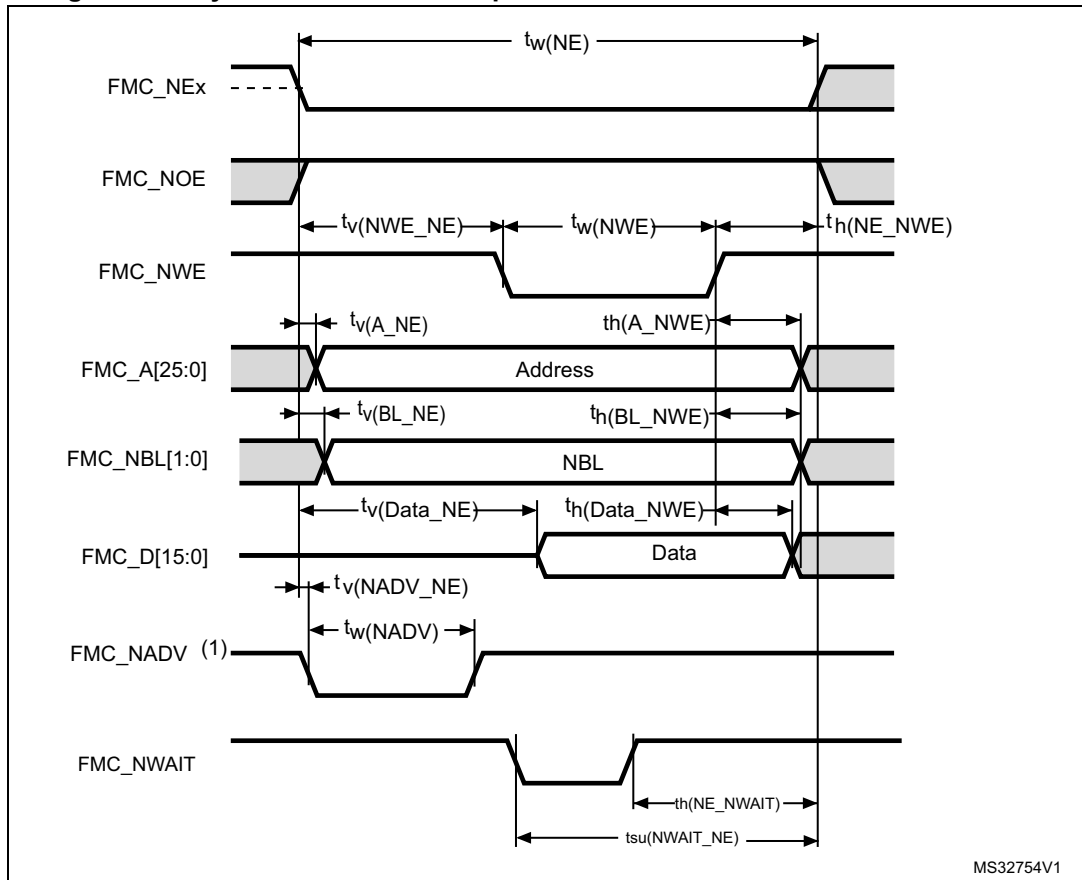 tw(NE)
FMC_NEx
FMC_NOE
tv(NWE_NE)
tw(NWE)
th(NE_NWE)
FMC_NWE
tv(A_NE)
th(A_NWE)
FMC_A[25:0]
Address
tv(BL_NE)
th(BL_NWE)
FMC_NBL[1:0]
NBL
tv(Data_NE)
th(Data_NWE)
FMC_D[15:0]
Data
tv(NADV_NE)
tw(NADV)
FMC_NADV (1)
FMC_NWAIT
th(NE_NWAIT)
tsu(NWAIT_NE)
MS32754V1